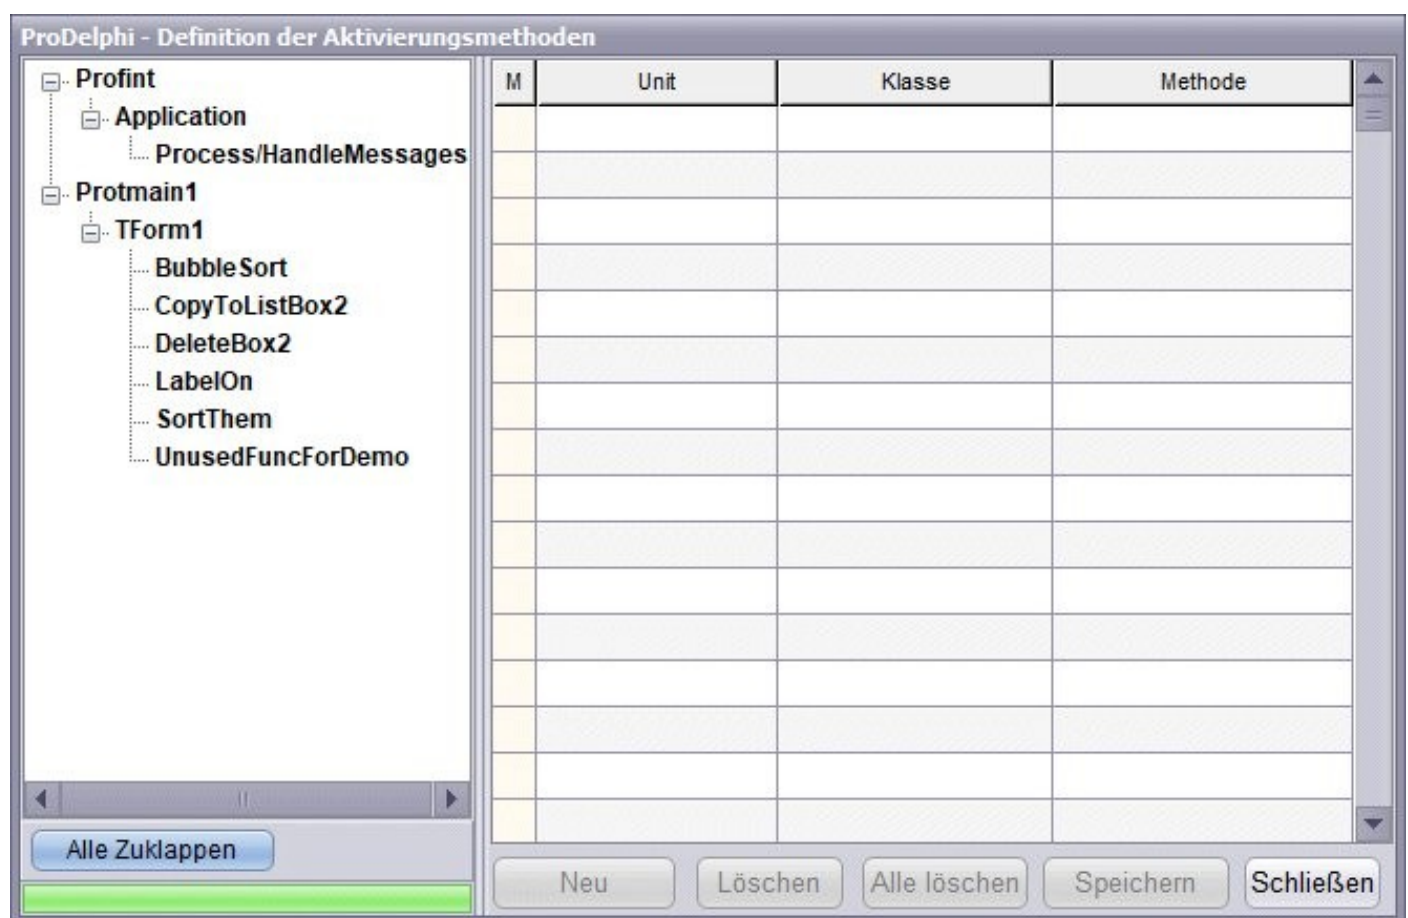 ProDelphi - Definition der Aktivierungsmethoden
Profint
Application
Process/HandleMessages
Protmain1
TForm1
BubbleSort
CopyToListBox2
DeleteBox2
LabelOn
SortThem
UnusedFuncForDemo
Alle Zuklappen
M Unit Klasse Methode
Neu Löschen Alle löschen Speichern Schließen